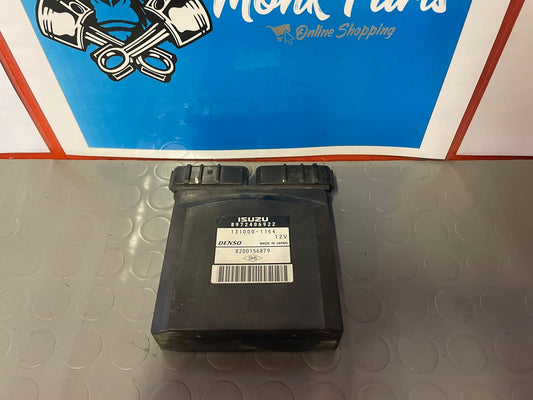 Monk Parts
Online Shopping
ISUZU
8972406922
131000-1164
12V
DENSO MADE IN JAPAN
8200156879